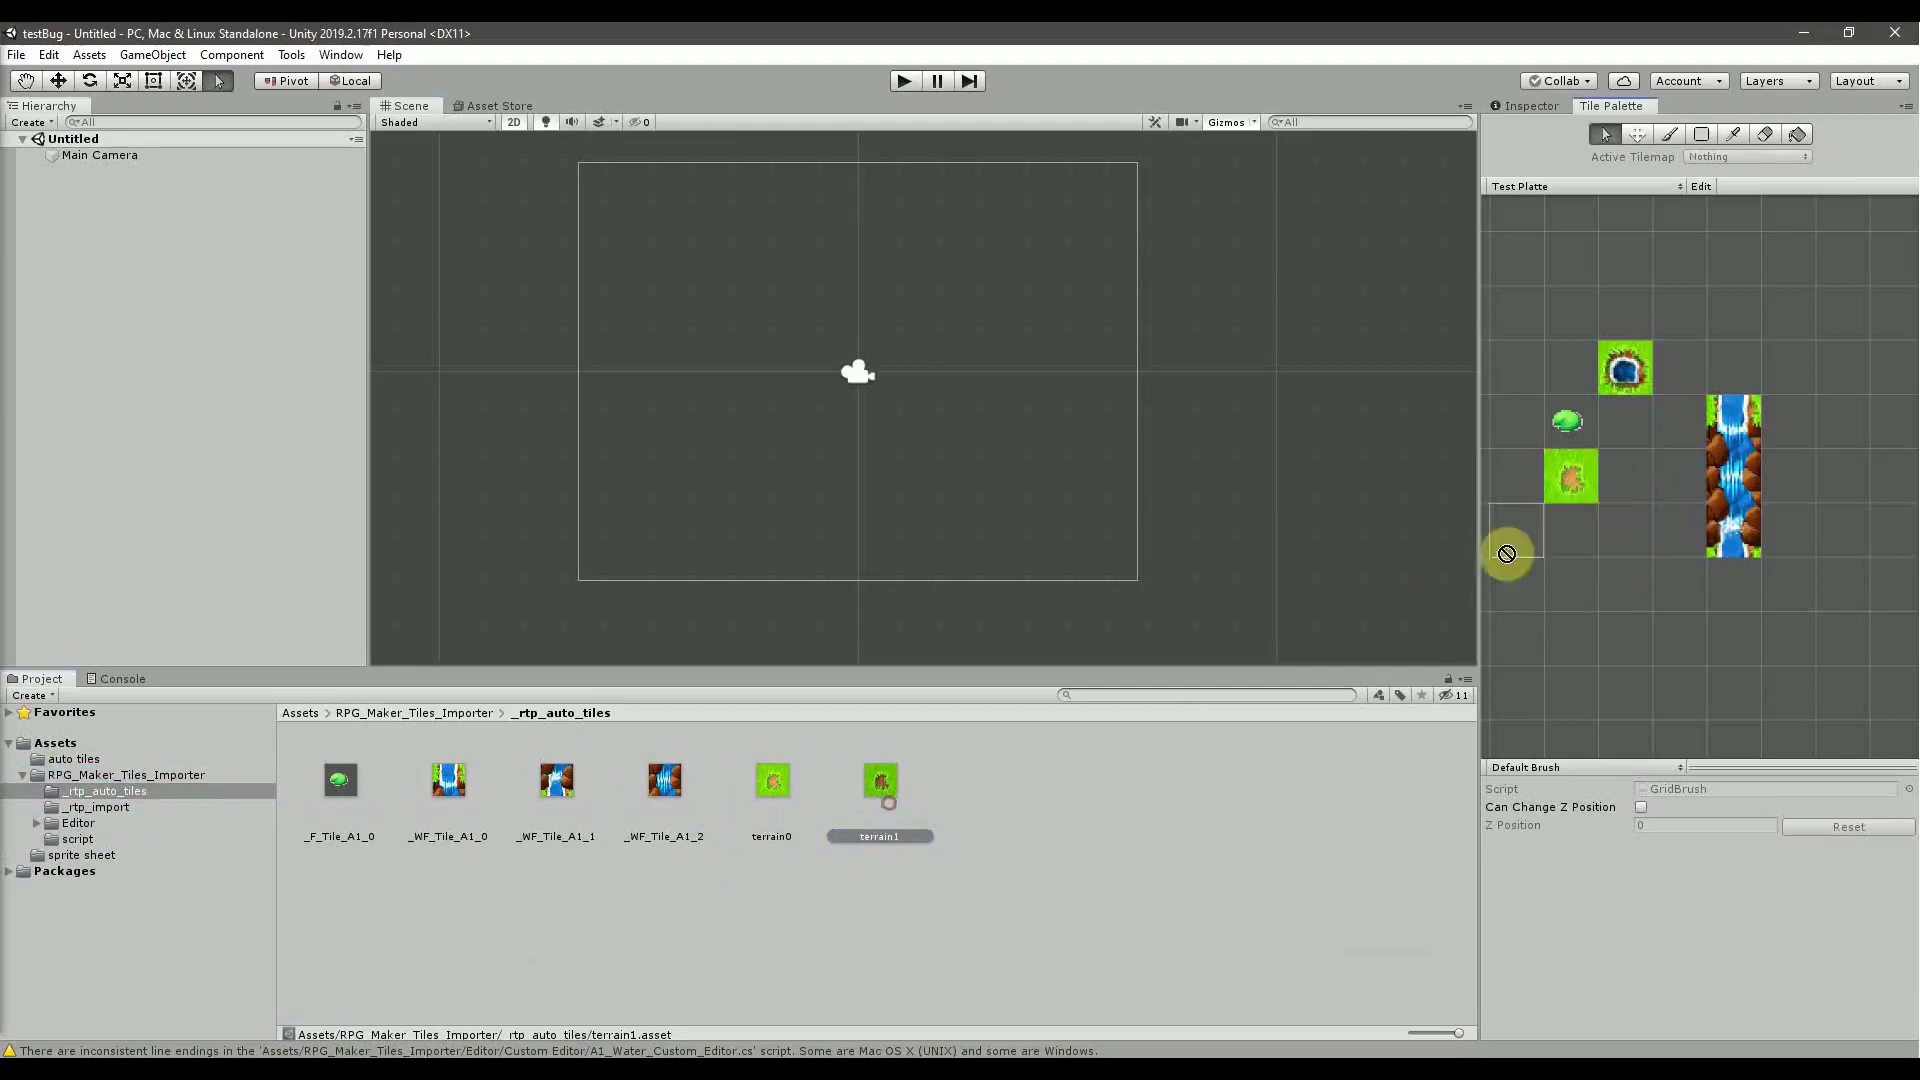 testBug - Untitled - PC, Mac & Linux Standalone - Unity 2019.2.17f1 Personal <DX11>
File Edit Assets GameObject Component Tools Window Help
Pivot Local Collab Account Layers Layout
Hierarchy Scene Asset Store Inspector Tile Palette
Create All Shaded 2D 0 Gizmos All
Untitled
Main Camera
Active Tilemap Nothing
Test Platte Edit
Project Console
Create 11
Favorites
Assets > RPG_Maker_Tiles_Importer > _rtp_auto_tiles
Assets
auto tiles
RPG_Maker_Tiles_Importer
_rtp_auto_tiles
_rtp_import
Editor
script
sprite sheet
Packages
_F_Tile_A1_0 _WF_Tile_A1_0 _WF_Tile_A1_1 _WF_Tile_A1_2 terrain0 terrain1
Default Brush
Script GridBrush
Can Change Z Position
Z Position 0 Reset
Assets/RPG_Maker_Tiles_Importer/_rtp_auto_tiles/terrain1.asset
There are inconsistent line endings in the 'Assets/RPG_Maker_Tiles_Importer/Editor/Custom Editor/A1_Water_Custom_Editor.cs' script. Some are Mac OS X (UNIX) and some are Windows.